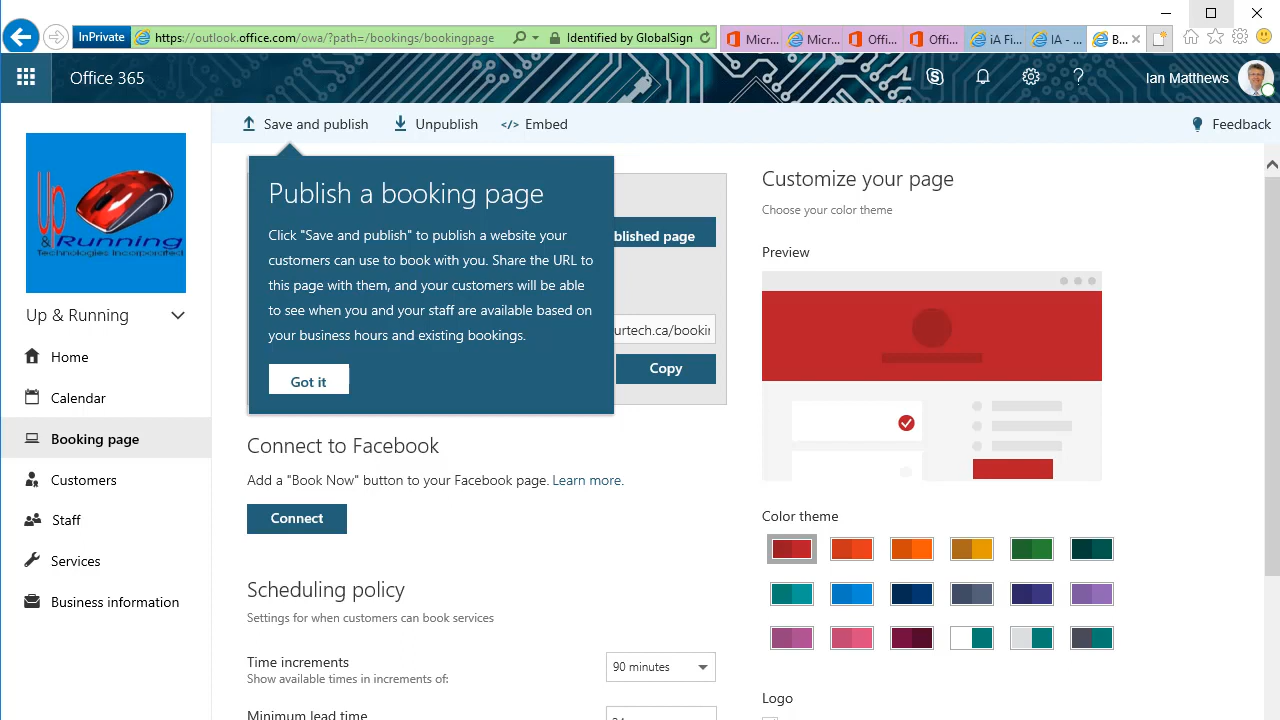 InPrivate
https://outlook.office.com/owa/?path=/bookings/bookingpage
Identified by GlobalSign
Micr...
Micr...
Offi...
Offi...
iA Fi...
IA - ...
B...
Office 365
Ian Matthews
Save and publish
Unpublish
</> Embed
Feedback
Up
& Running
Technologies Incorporated
Up & Running
Home
Calendar
Booking page
Customers
Staff
Services
Business information
Publish a booking page
Click "Save and publish" to publish a website your
customers can use to book with you. Share the URL to
this page with them, and your customers will be able
to see when you and your staff are available based on
your business hours and existing bookings.
Got it
blished page
urtech.ca/bookin
Copy
Connect to Facebook
Add a "Book Now" button to your Facebook page. Learn more.
Connect
Scheduling policy
Settings for when customers can book services
Time increments
Show available times in increments of:
90 minutes
Minimum lead time
Customize your page
Choose your color theme
Preview
Color theme
Logo